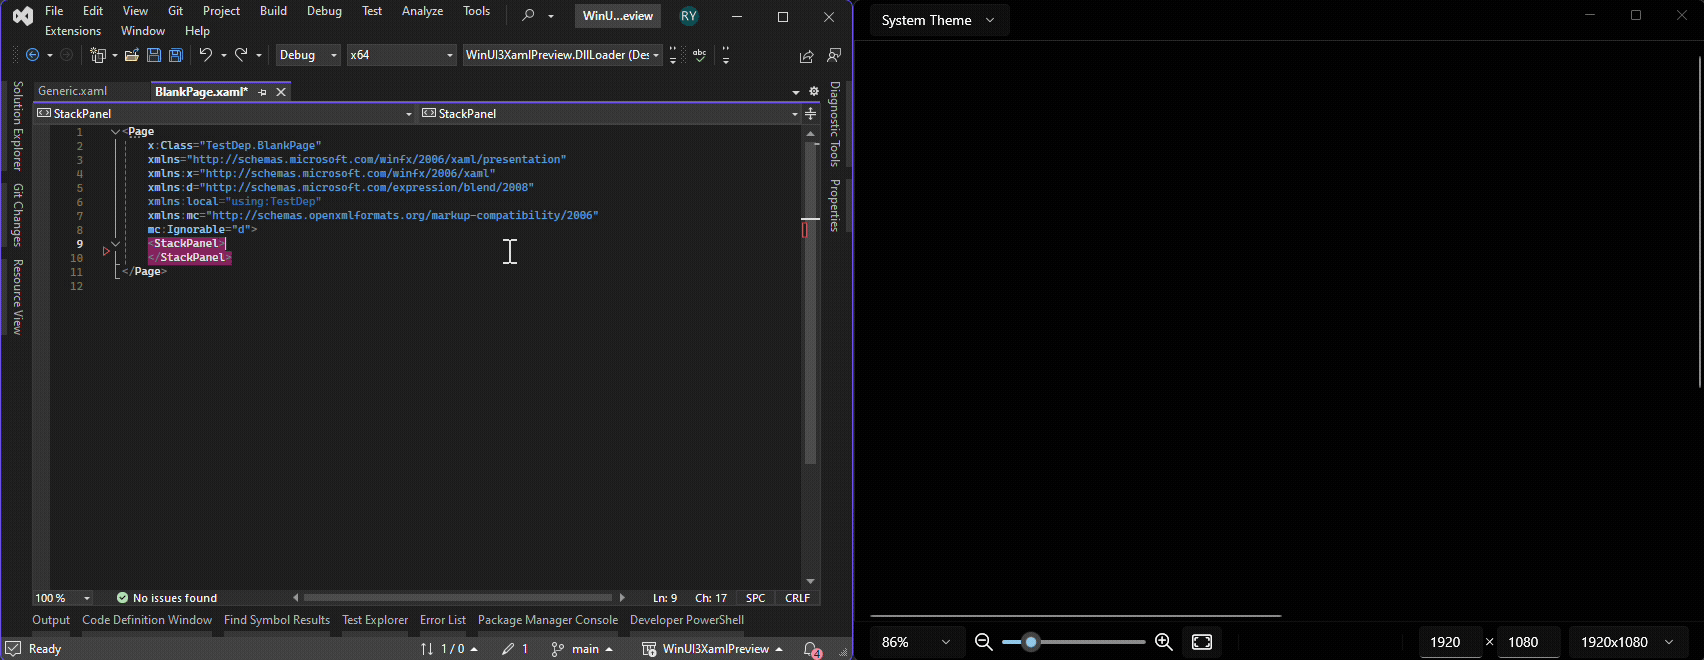 File Edit View Git Project Build Debug Test Analyze Tools WinU...eview RY
Extensions Window Help
Debug x64 WinUI3XamlPreview.DllLoader (Des abc
Generic.xaml BlankPage.xaml*
StackPanel StackPanel
1 <Page
2 x:Class="TestDep.BlankPage"
3 xmlns="http://schemas.microsoft.com/winfx/2006/xaml/presentation"
4 xmlns:x="http://schemas.microsoft.com/winfx/2006/xaml"
5 xmlns:d="http://schemas.microsoft.com/expression/blend/2008"
6 xmlns:local="using:TestDep"
7 xmlns:mc="http://schemas.openxmlformats.org/markup-compatibility/2006"
8 mc:Ignorable="d">
9 <StackPanel>
10 </StackPanel>
11 </Page>
12
Solution Explorer
Git Changes
Resource View
Diagnostic Tools
Properties
100 % No issues found Ln: 9 Ch: 17 SPC CRLF
Output Code Definition Window Find Symbol Results Test Explorer Error List Package Manager Console Developer PowerShell
Ready 1 / 0 1 main WinUI3XamlPreview 4
System Theme
86% 1920 × 1080 1920x1080